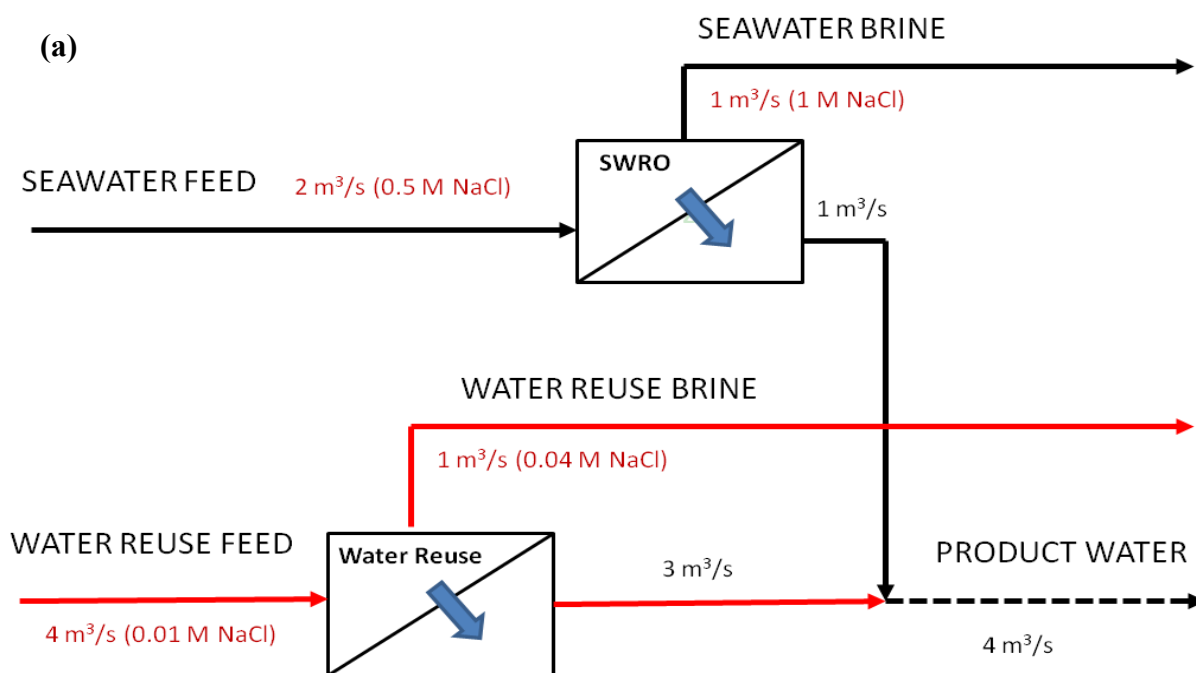 (a)
SEAWATER BRINE
1 m³/s (1 M NaCl)
SWRO
SEAWATER FEED
2 m³/s (0.5 M NaCl)
1 m³/s
WATER REUSE BRINE
1 m³/s (0.04 M NaCl)
WATER REUSE FEED
Water Reuse
3 m³/s
PRODUCT WATER
4 m³/s (0.01 M NaCl)
4 m³/s